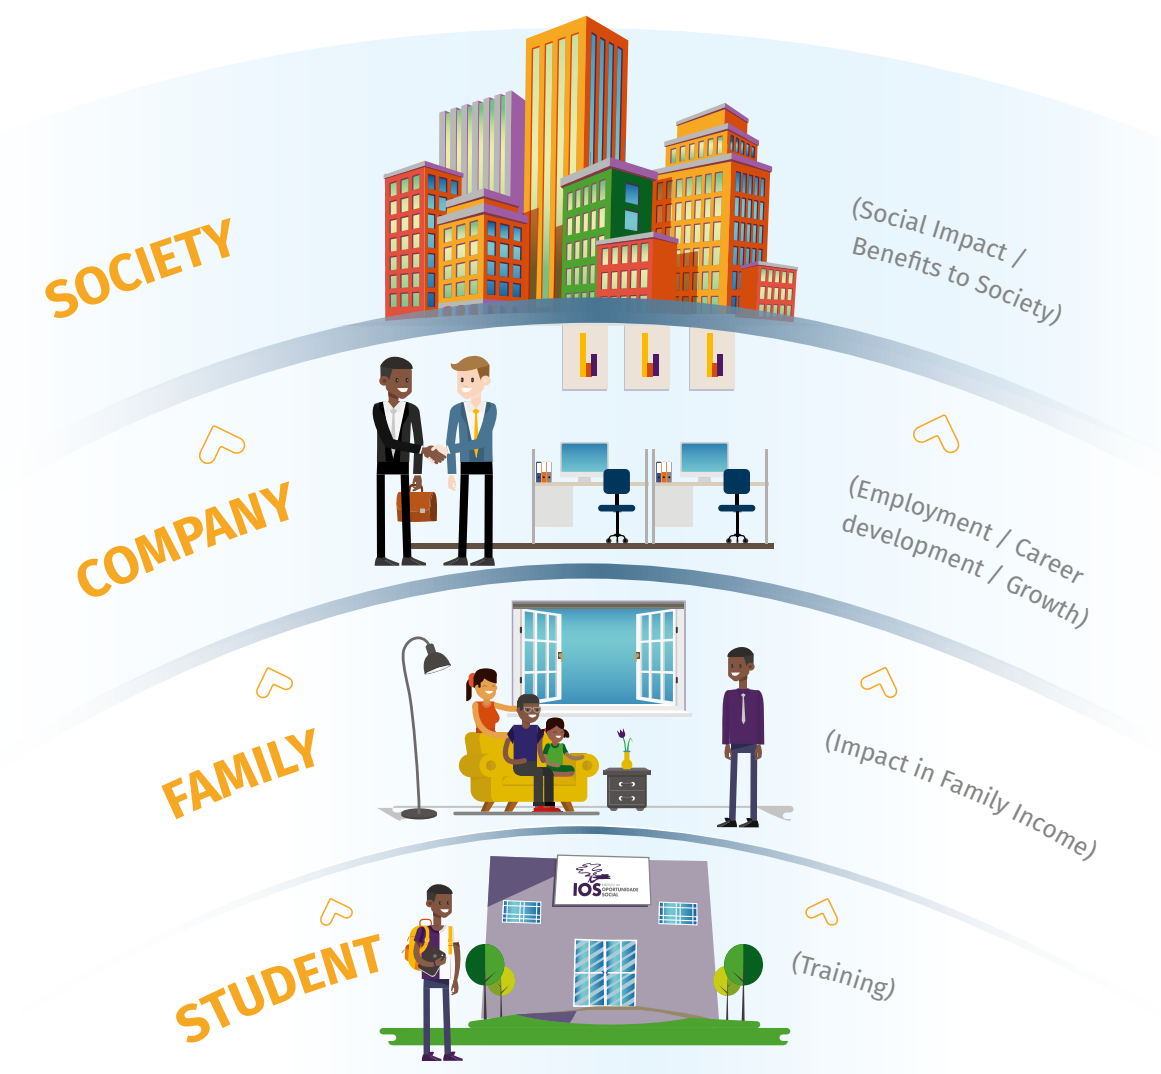 SOCIETY
(Social Impact /
Benefits to Society)
COMPANY
(Employment / Career
development / Growth)
FAMILY
(Impact in Family Income)
IOS
OPORTUNIDADE
SOCIAL
STUDENT
(Training)